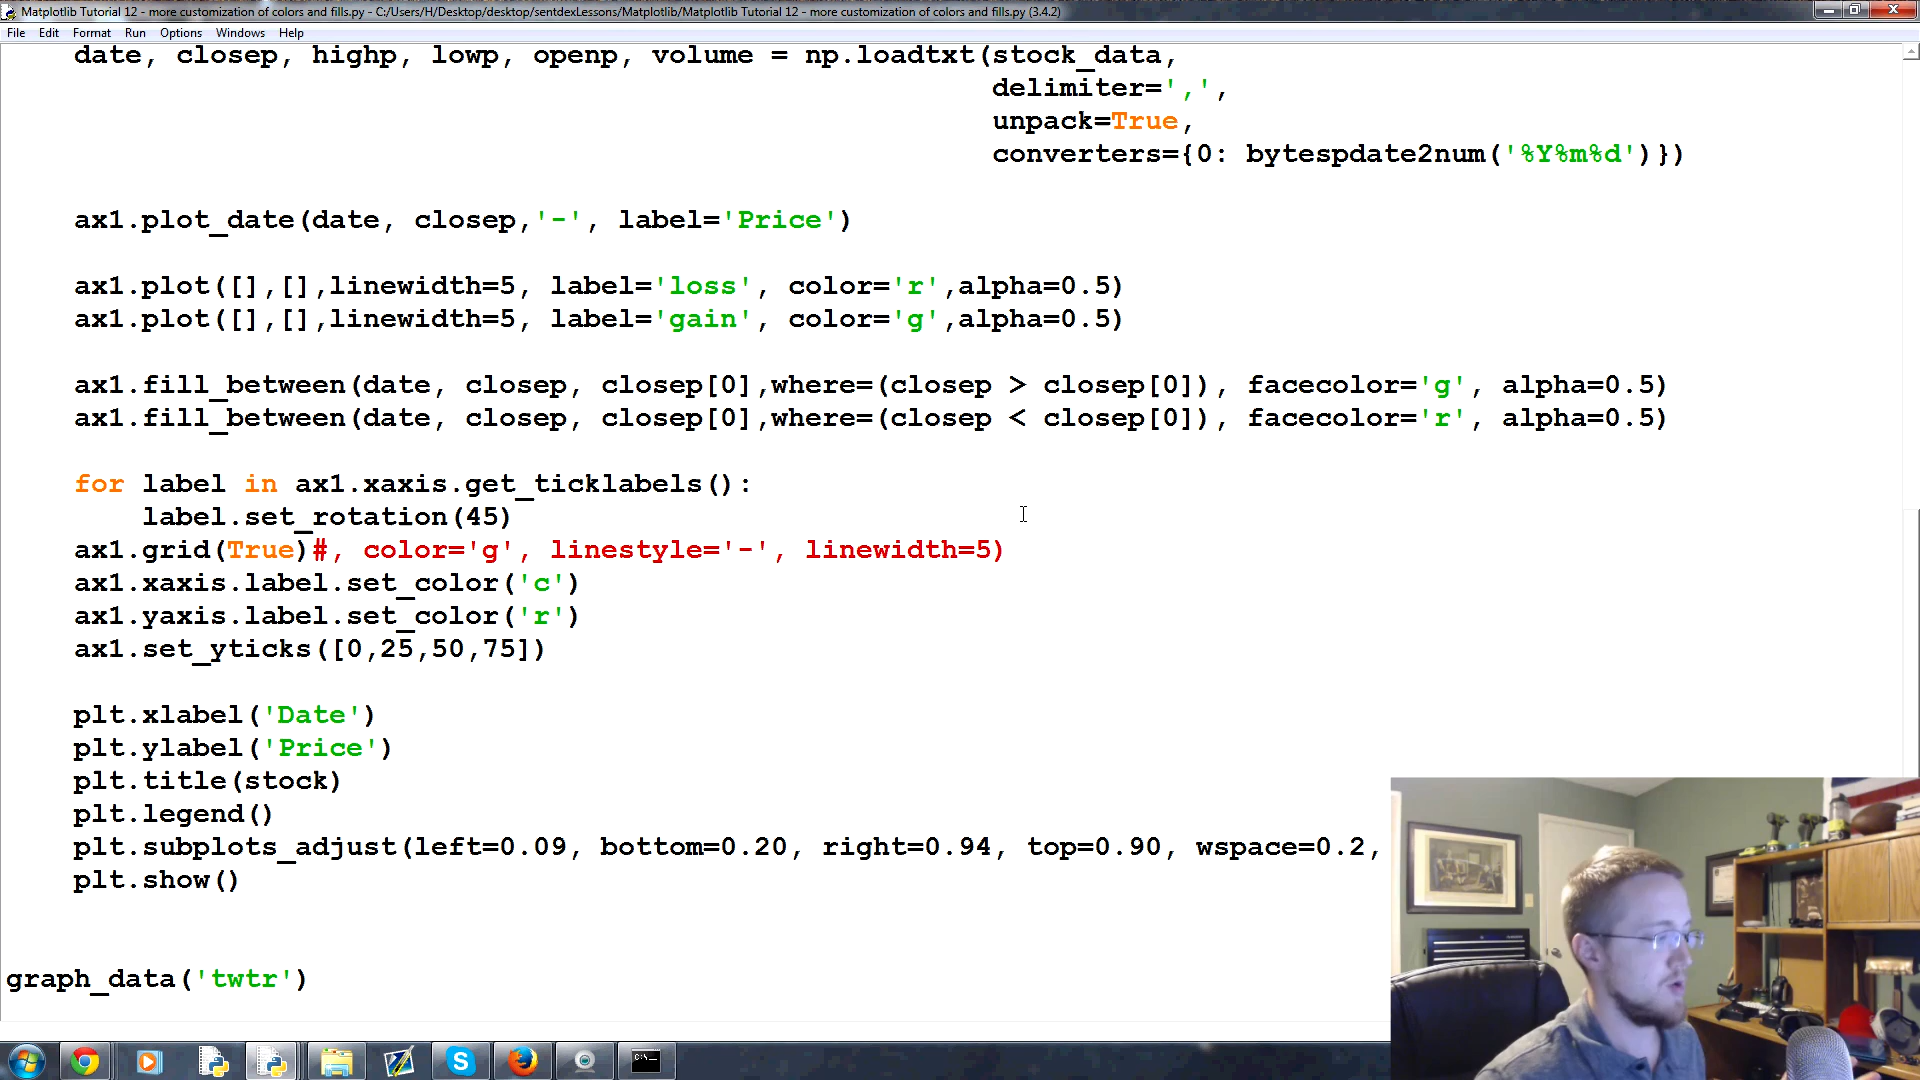 Matplotlib Tutorial 12 - more customization of colors and fills.py - C:/Users/H/Desktop/desktop/sentdexLessons/Matplotlib/Matplotlib Tutorial 12 - more customization of colors and fills.py (3.4.2)
File Edit Format Run Options Windows Help
date, closep, highp, lowp, openp, volume = np.loadtxt(stock_data,
delimiter=',',
unpack=True,
converters={0: bytespdate2num('%Y%m%d')})
ax1.plot_date(date, closep,'-', label='Price')
ax1.plot([],[],linewidth=5, label='loss', color='r',alpha=0.5)
ax1.plot([],[],linewidth=5, label='gain', color='g',alpha=0.5)
ax1.fill_between(date, closep, closep[0],where=(closep > closep[0]), facecolor='g', alpha=0.5)
ax1.fill_between(date, closep, closep[0],where=(closep < closep[0]), facecolor='r', alpha=0.5)
for label in ax1.xaxis.get_ticklabels():
label.set_rotation(45)
ax1.grid(True)#, color='g', linestyle='-', linewidth=5)
ax1.xaxis.label.set_color('c')
ax1.yaxis.label.set_color('r')
ax1.set_yticks([0,25,50,75])
plt.xlabel('Date')
plt.ylabel('Price')
plt.title(stock)
plt.legend()
plt.subplots_adjust(left=0.09, bottom=0.20, right=0.94, top=0.90, wspace=0.2,
plt.show()
graph_data('twtr')